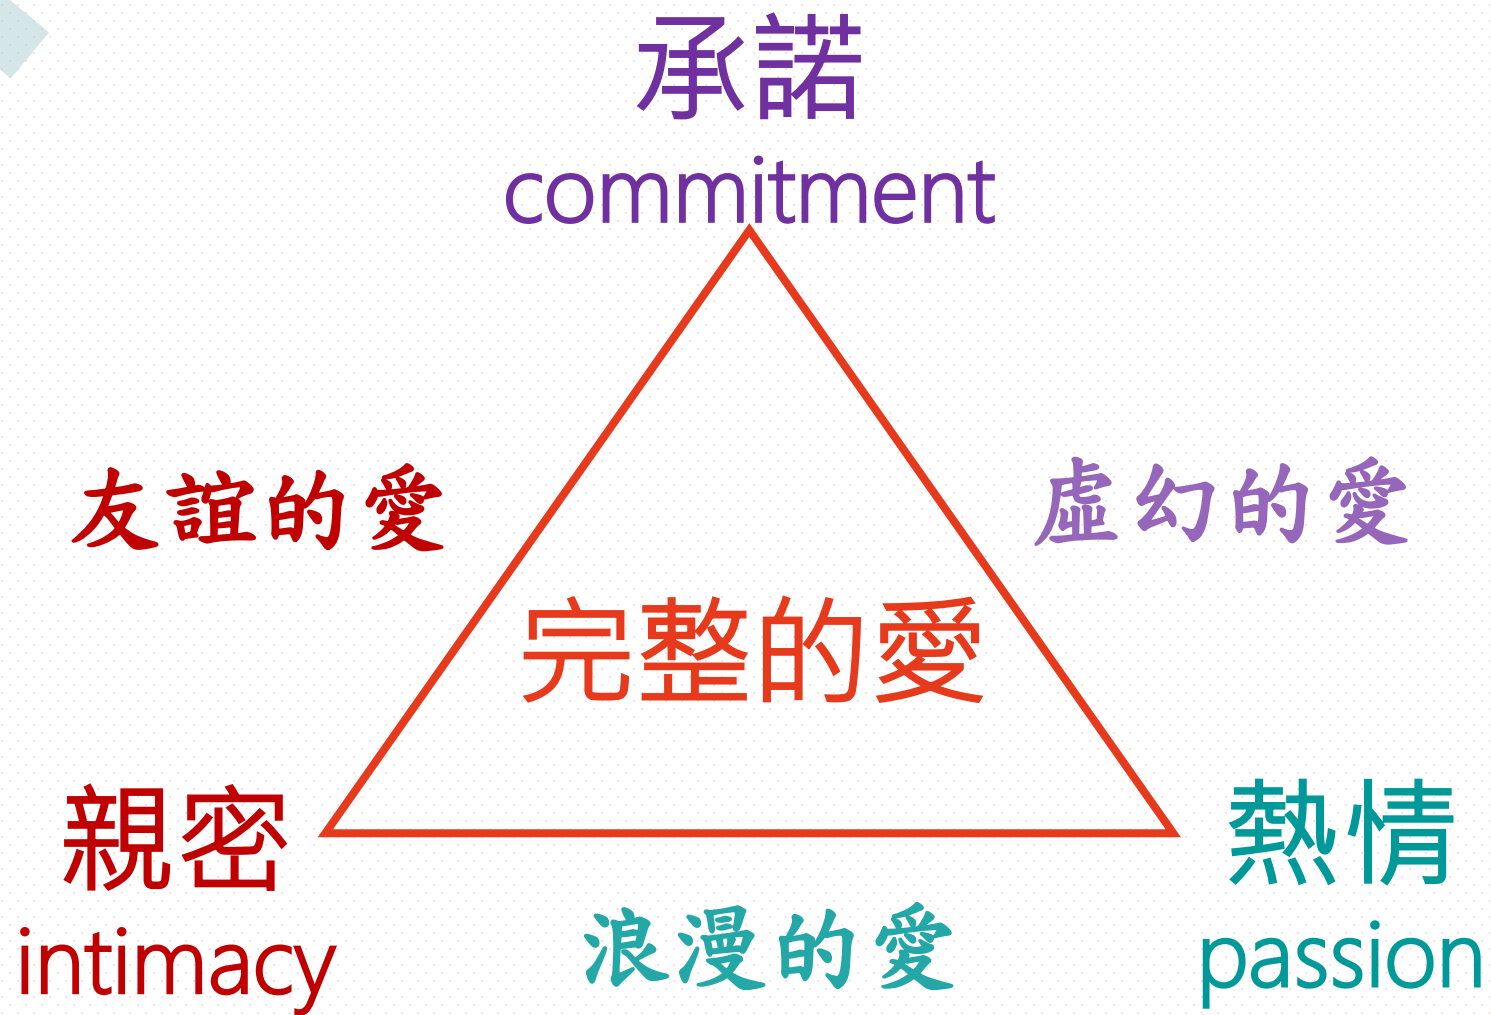 承諾
commitment
友誼的愛
虛幻的愛
完整的愛
親密
intimacy
熱情
passion
浪漫的愛